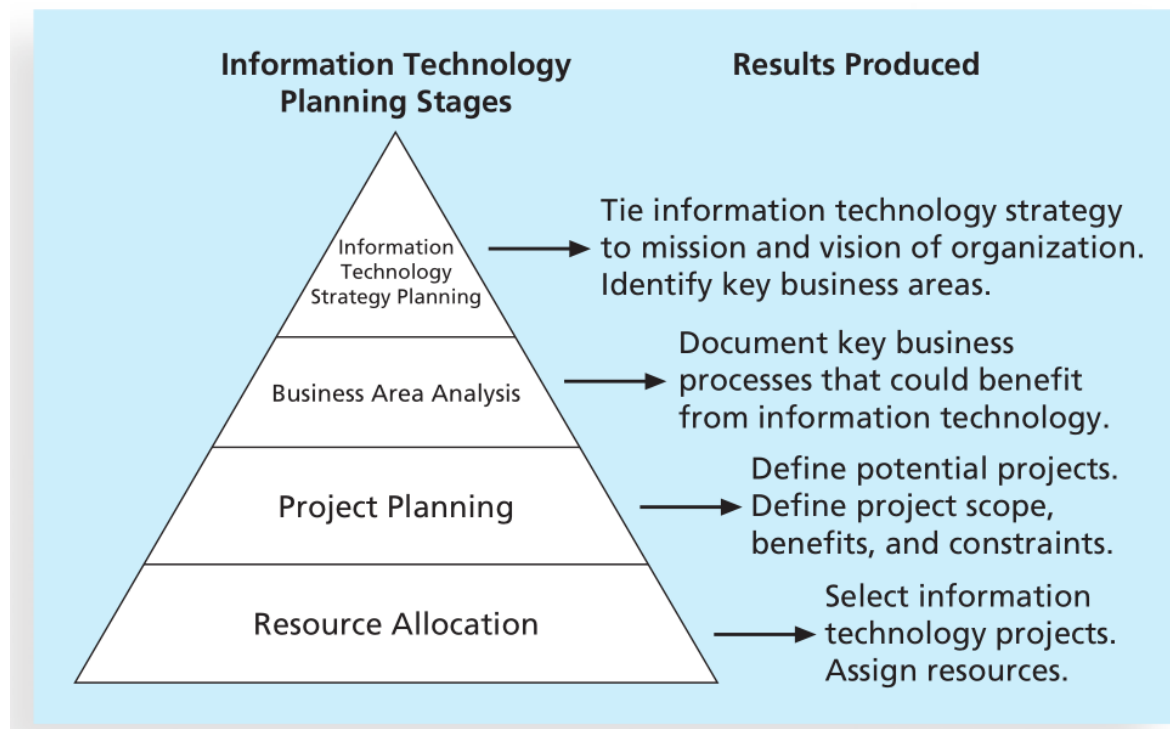 Information Technology
Planning Stages
Results Produced
Information
Technology
Strategy Planning
Tie information technology strategy
to mission and vision of organization.
Identify key business areas.
Business Area Analysis
Document key business
processes that could benefit
from information technology.
Project Planning
Define potential projects.
Define project scope,
benefits, and constraints.
Resource Allocation
Select information
technology projects.
Assign resources.